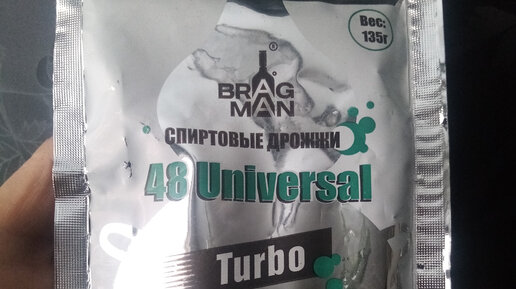 Вес:
135г
®
BRAG
MAN
СПИРТОВЫЕ ДРОЖЖИ
48 Universal
Turbo